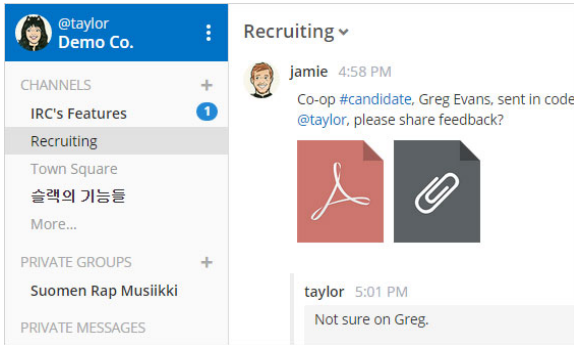 @taylor
Demo Co.
CHANNELS +
IRC's Features 1
Recruiting
Town Square
슬랙의 기능들
More...
PRIVATE GROUPS +
Suomen Rap Musiikki
PRIVATE MESSAGES
Recruiting
jamie 4:58 PM
Co-op #candidate, Greg Evans, sent in code
@taylor, please share feedback?
taylor 5:01 PM
Not sure on Greg.